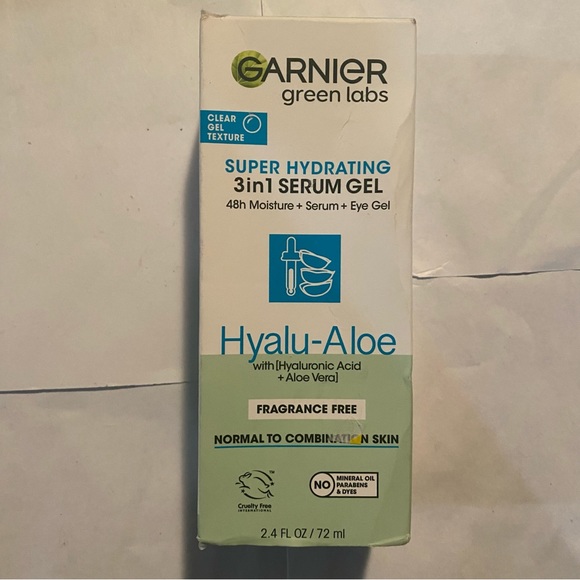 GARNIER
green labs
CLEAR
GEL
TEXTURE
SUPER HYDRATING
3in1 SERUM GEL
48h Moisture + Serum + Eye Gel
Hyalu-Aloe
with [Hyaluronic Acid
+ Aloe Vera]
FRAGRANCE FREE
NORMAL TO COMBINATION SKIN
TM
Cruelty Free
INTERNATIONAL
NO MINERAL OIL
PARABENS
& DYES
2.4 FL OZ / 72 ml